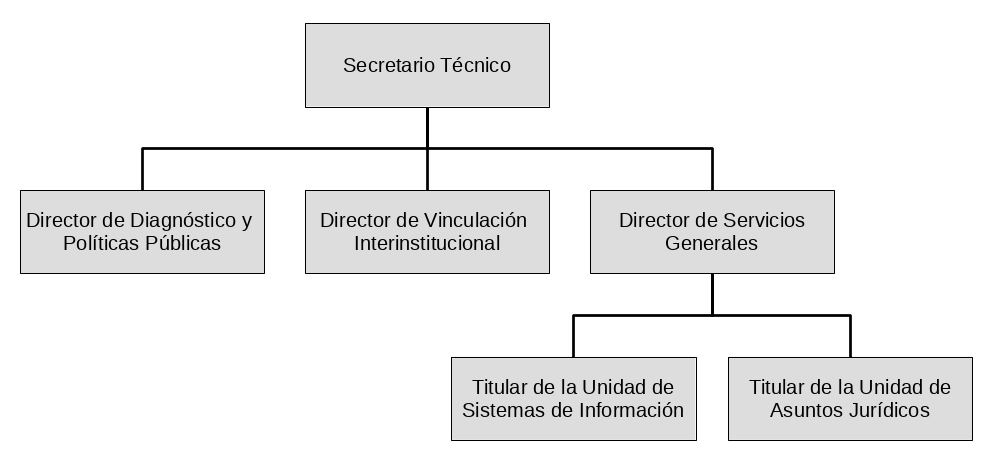 Secretario Técnico
Director de Diagnóstico y
Políticas Públicas
Director de Vinculación
Interinstitucional
Director de Servicios
Generales
Titular de la Unidad de
Sistemas de Información
Titular de la Unidad de
Asuntos Jurídicos